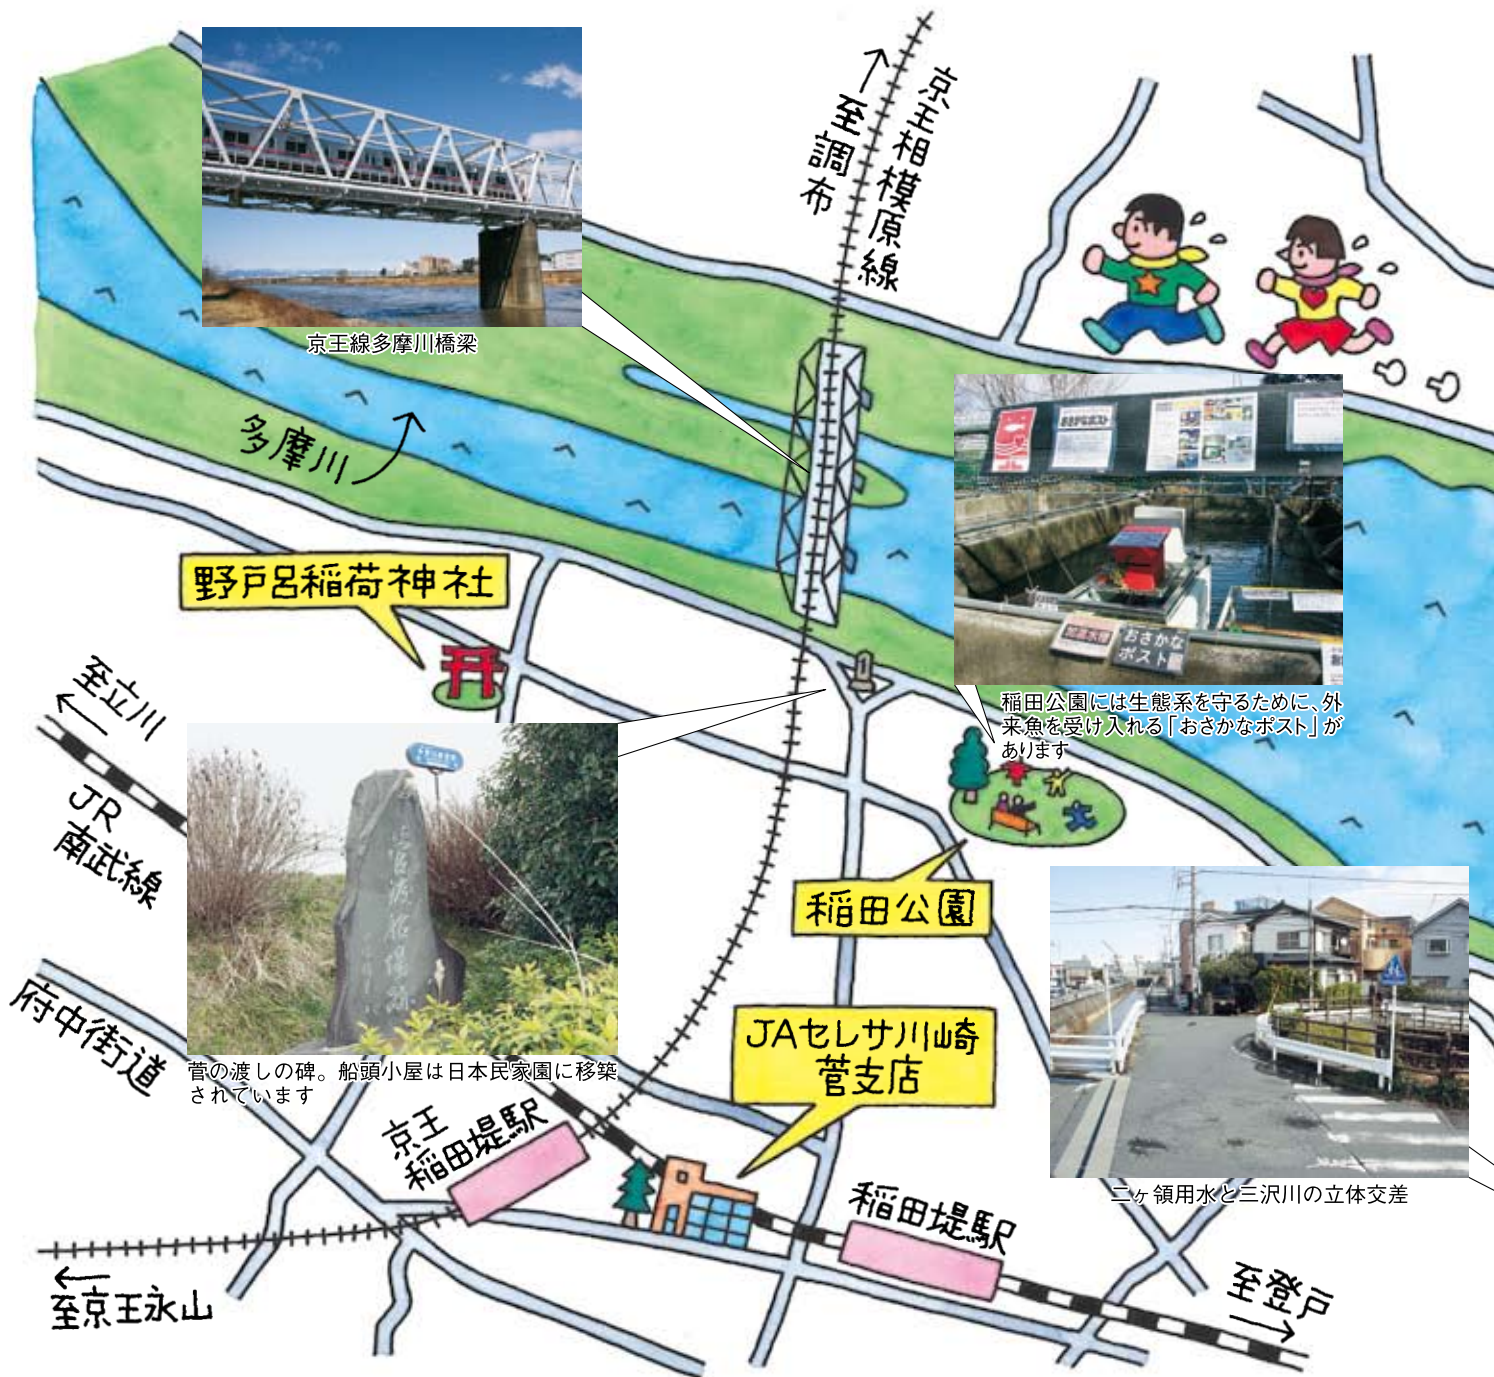 京王相模原線
至調布
京王線多摩川橋梁
多摩川
おさかな
ポスト
稲田公園には生態系を守るために、外
来魚を受け入れる「おさかなポスト」が
あります
野戸呂稲荷神社
至立川
JR
南武線
稲田公園
府中街道
菅の渡しの碑。船頭小屋は日本民家園に移築
されています
JAセレサ川崎
菅支店
京王
稲田堤駅
稲田堤駅
二ヶ領用水と三沢川の立体交差
至京王永山
至登戸